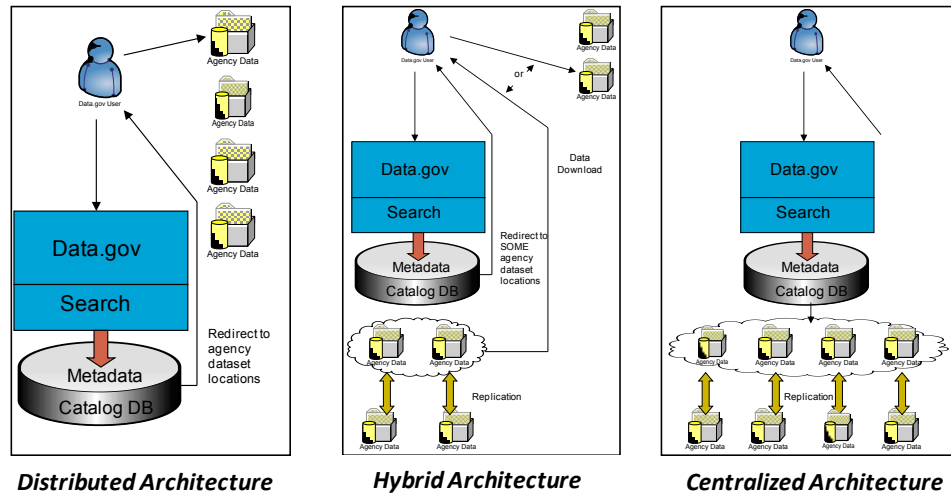 Agency Data
Data.gov User
Agency Data
Agency Data
Agency Data
Data.gov
Search
Metadata
Catalog DB
Redirect to
agency
dataset
locations
Distributed Architecture
Data.gov User
or
Agency Data
Agency Data
Data
Download
Data.gov
Search
Redirect to
SOME
agency
dataset
locations
Metadata
Catalog DB
Agency Data
Agency Data
Replication
Agency Data
Agency Data
Hybrid Architecture
Data.gov User
Data.gov
Search
Metadata
Catalog DB
Agency Data
Agency Data
Agency Data
Agency Data
Replication
Agency Data
Agency Data
Agency Data
Agency Data
Centralized Architecture